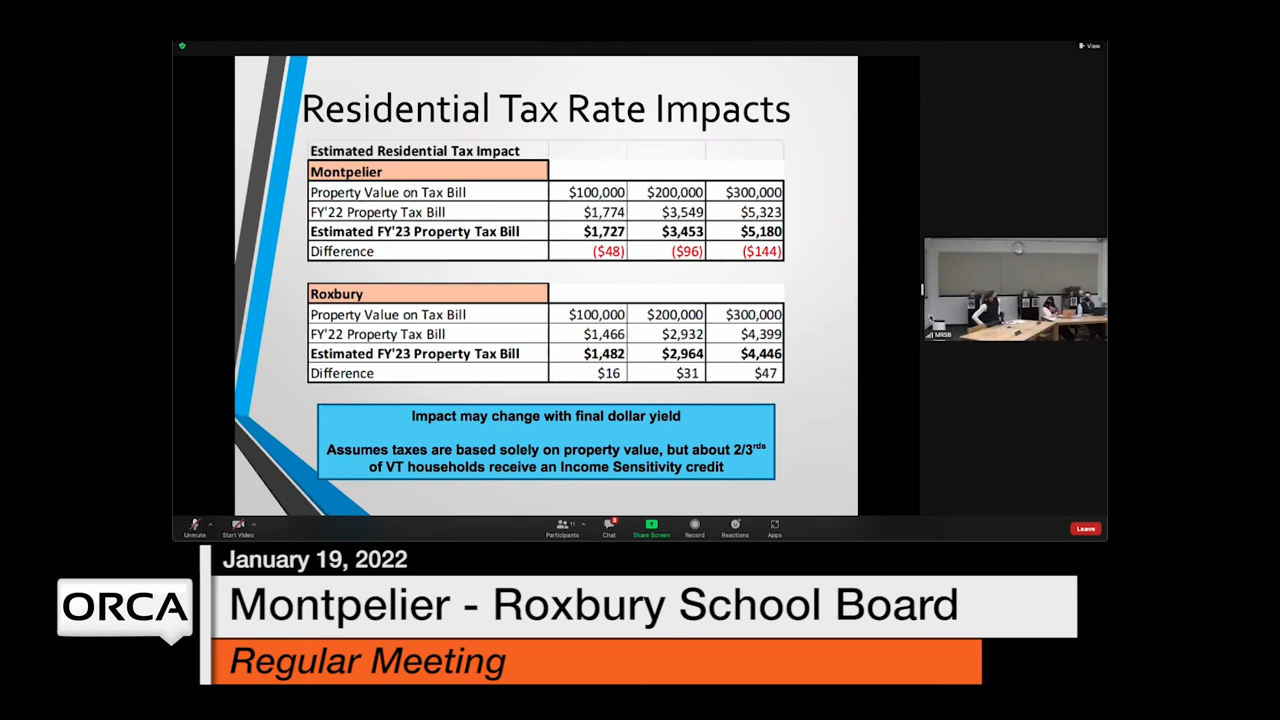 View
Residential Tax Rate Impacts
Estimated Residential Tax Impact
Montpelier
Property Value on Tax Bill $100,000 $200,000 $300,000
FY'22 Property Tax Bill $1,774 $3,549 $5,323
Estimated FY'23 Property Tax Bill $1,727 $3,453 $5,180
Difference ($48) ($96) ($144)
Roxbury
Property Value on Tax Bill $100,000 $200,000 $300,000
FY'22 Property Tax Bill $1,466 $2,932 $4,399
Estimated FY'23 Property Tax Bill $1,482 $2,964 $4,446
Difference $16 $31 $47
Impact may change with final dollar yield
Assumes taxes are based solely on property value, but about 2/3rds
of VT households receive an Income Sensitivity credit
MRSB
11
3
Unmute Start Video Participants Chat Share Screen Record Reactions Apps Leave
January 19, 2022
ORCA
Montpelier - Roxbury School Board
Regular Meeting